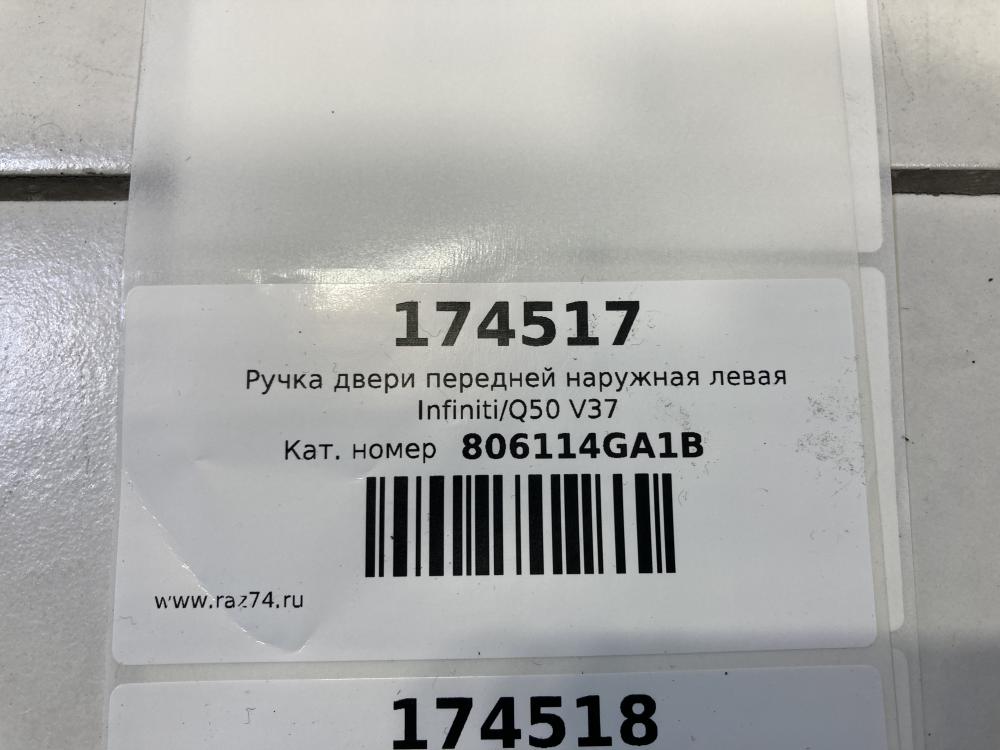 174517
Ручка двери передней наружная левая
Infiniti/Q50 V37
Кат. номер 806114GA1B
www.raz74.ru
174518